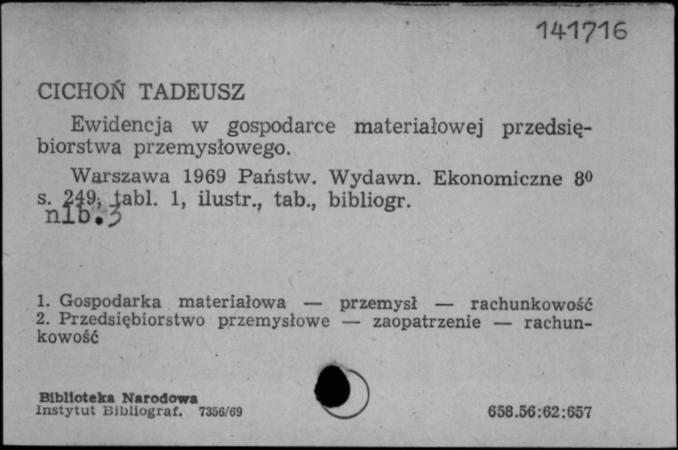 141716
CICHOŃ TADEUSZ
Ewidencja w gospodarce materiałowej przedsię-
biorstwa przemysłowego.
Warszawa 1969 Państw. Wydawn. Ekonomiczne 8⁰
s. 249, tabl. 1, ilustr., tab., bibliogr.
nlb. 3
1. Gospodarka materiałowa — przemysł — rachunkowość
2. Przedsiębiorstwo przemysłowe — zaopatrzenie — rachun-
kowość
Biblioteka Narodowa
Instytut Bibliograf. 7356/69
658.56:62:657